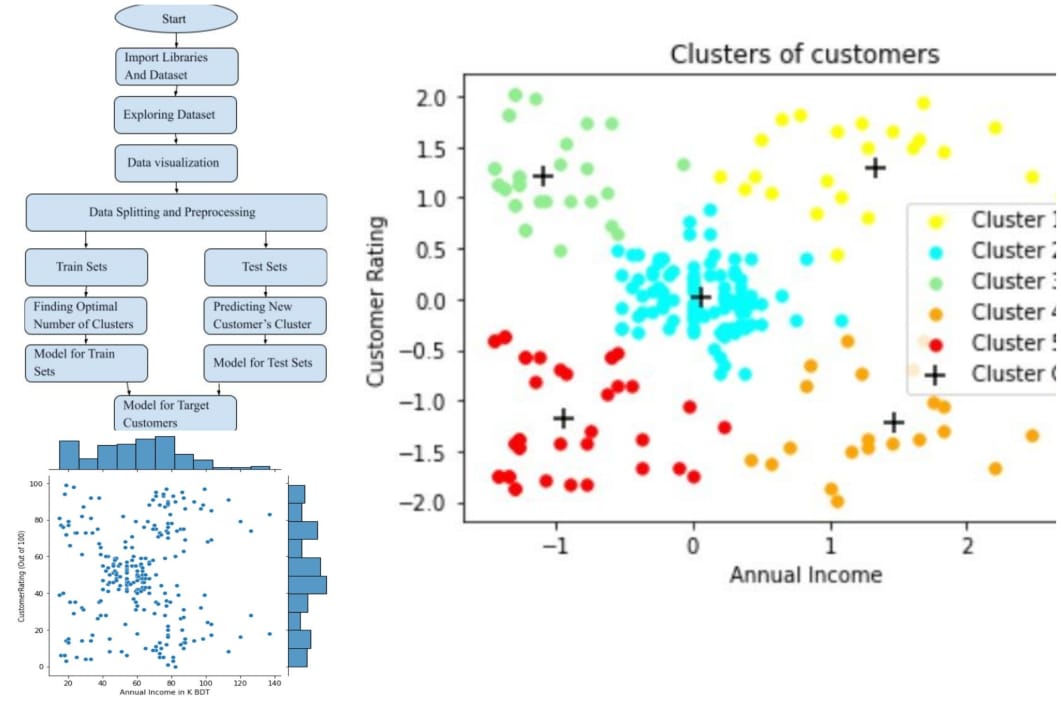 Start
Import Libraries
And Dataset
Exploring Dataset
Data visualization
Data Splitting and Preprocessing
Train Sets
Test Sets
Finding Optimal
Number of Clusters
Predicting New
Customer's Cluster
Model for Train
Sets
Model for Test Sets
Model for Target
Customers
100
80
60
40
20
0
CustomerRating (Out of 100)
20 40 60 80 100 120 140
Annual Income in K BDT
Clusters of customers
2.0
1.5
1.0
0.5
0.0
−0.5
−1.0
−1.5
−2.0
Customer Rating
−1 0 1 2
Annual Income
Cluster
Cluster 2
Cluster 3
Cluster 4
Cluster 5
Cluster